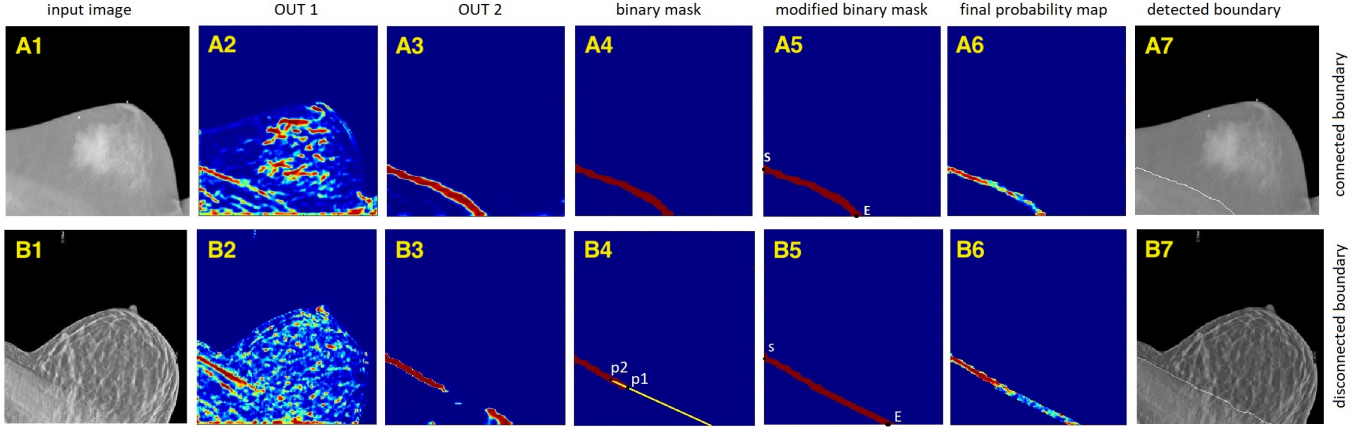 input image OUT 1 OUT 2 binary mask modified binary mask final probability map detected boundary
A1 A2 A3 A4 A5 A6 A7
S
E
connected boundary
B1 B2 B3 B4 B5 B6 B7
p2 p1
S
E
disconnected boundary